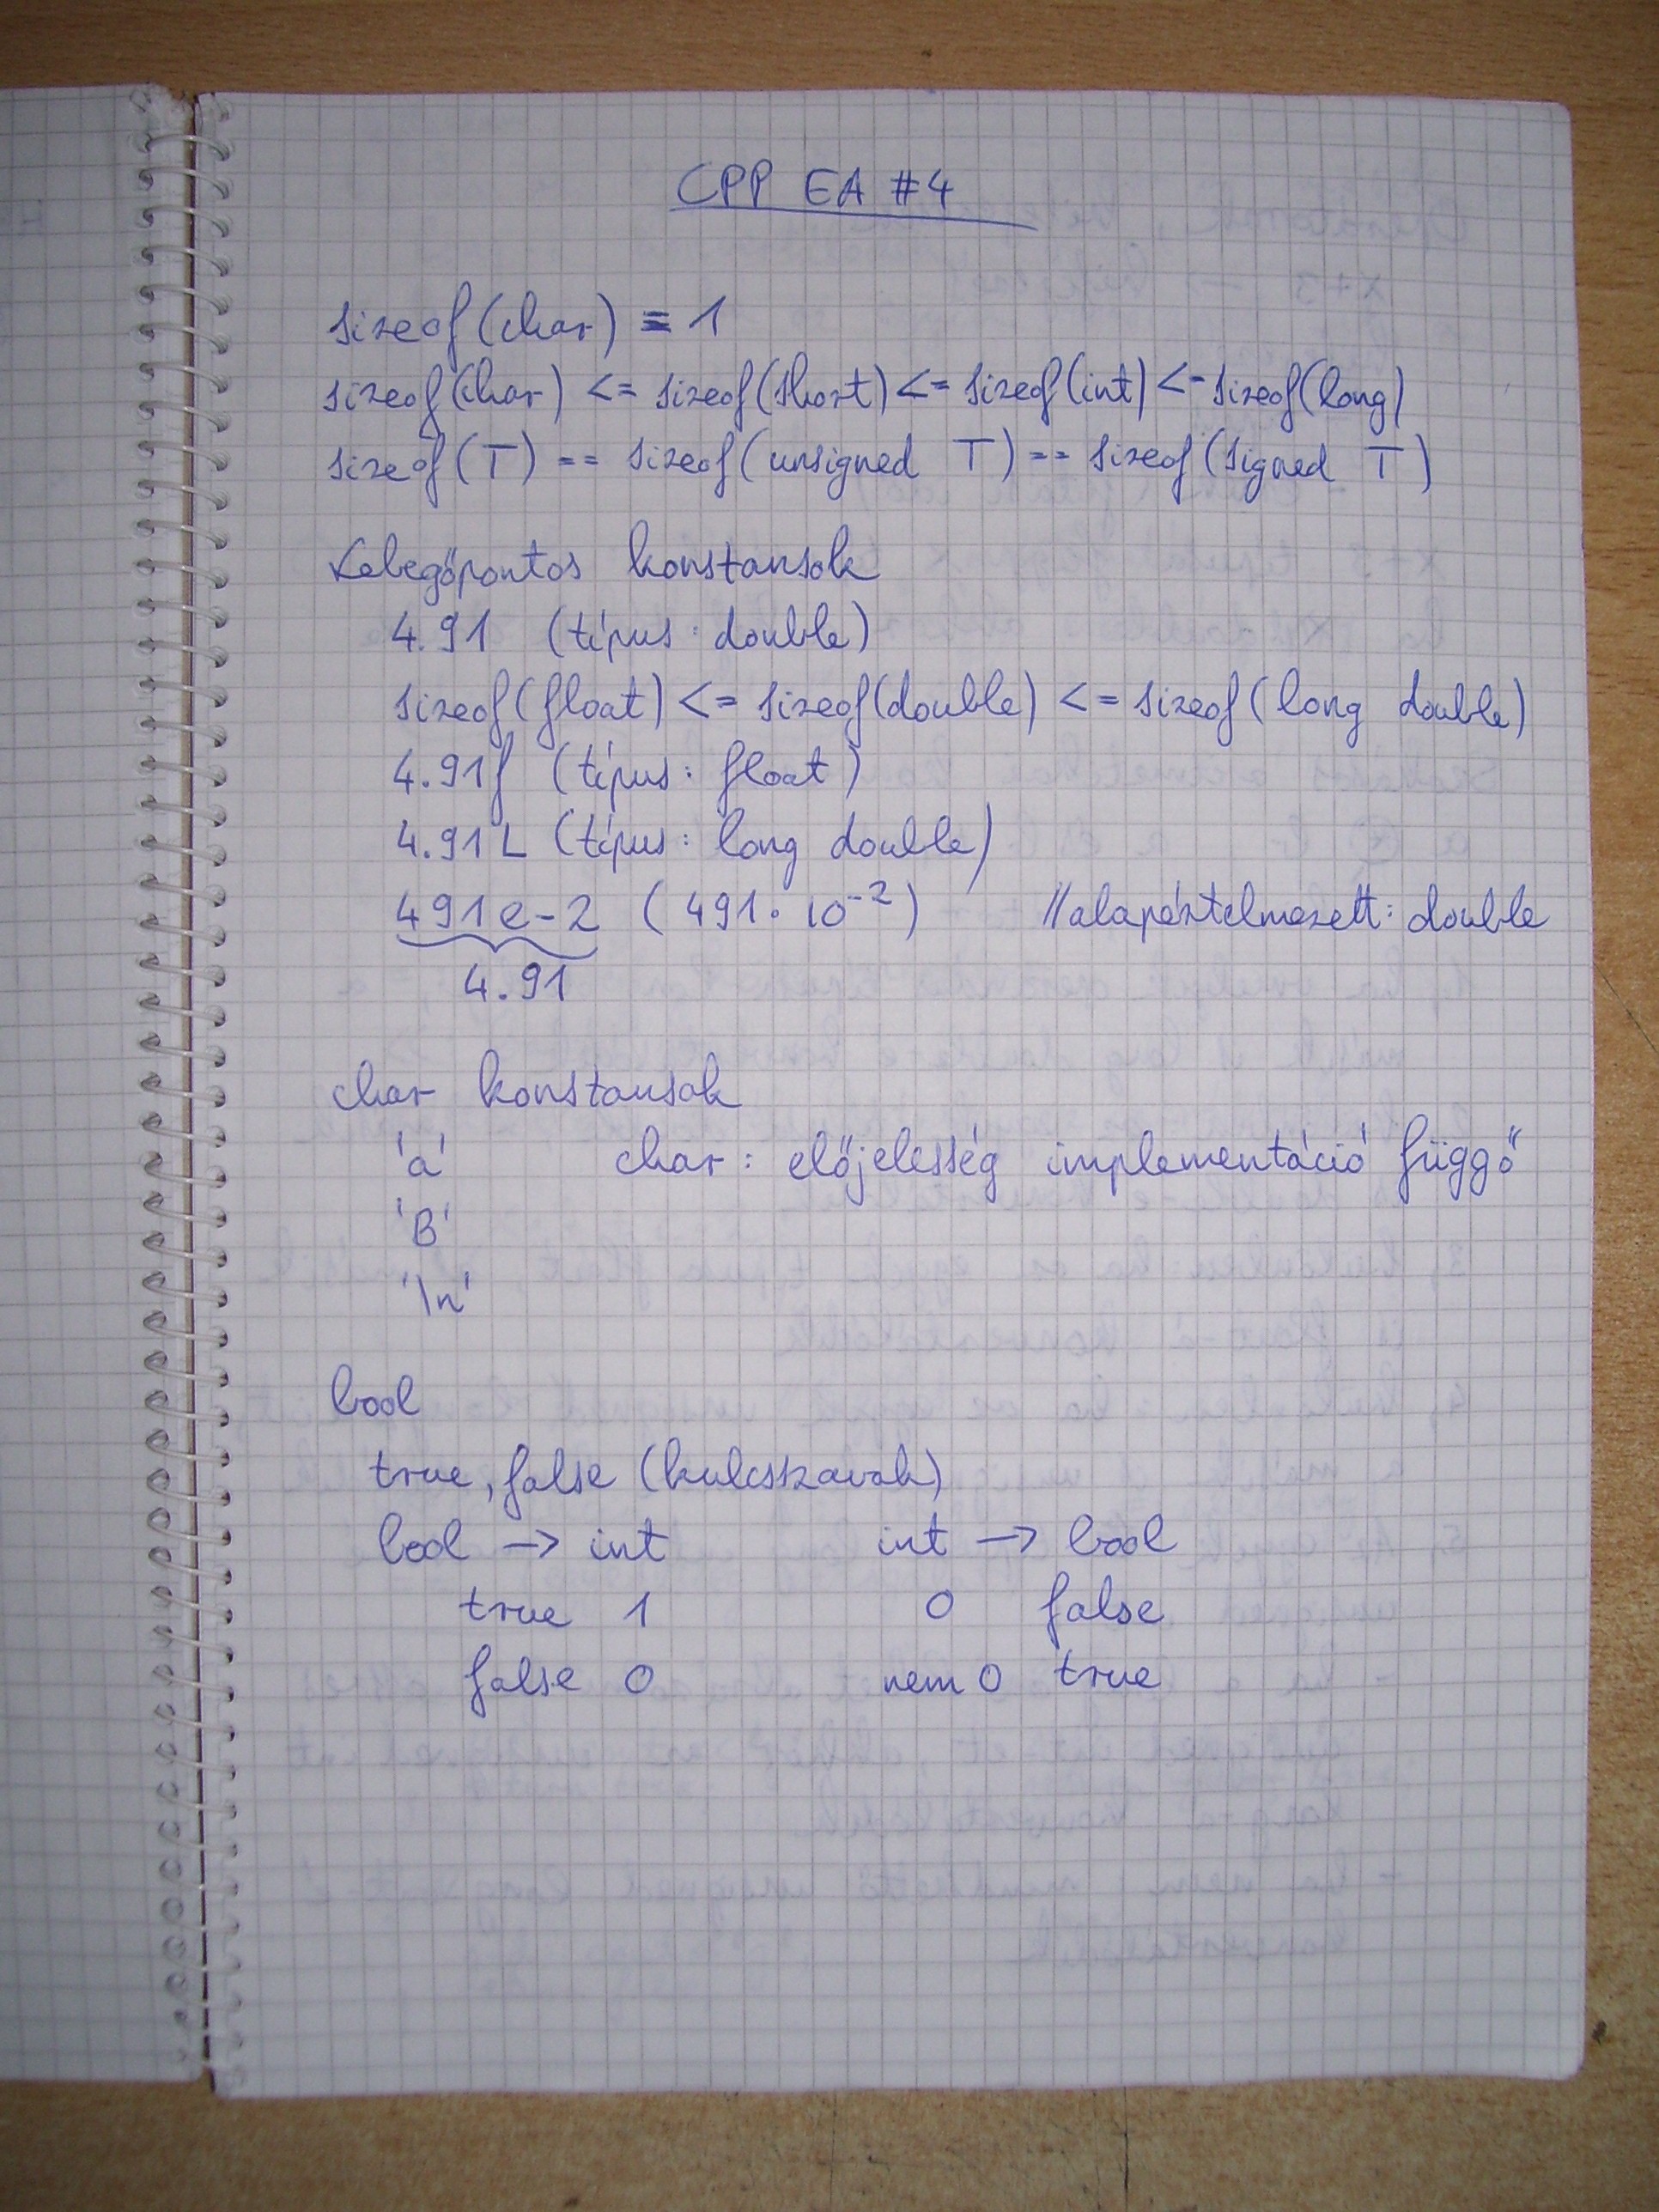 CPP EA #4
sizeof(char) = 1
sizeof(char) <= sizeof(short) <= sizeof(int) <= sizeof(long)
sizeof(T) == sizeof(unsigned T) == sizeof(signed T)
Lebegőpontos konstansok
4.91 (típus: double)
sizeof(float) <= sizeof(double) <= sizeof(long double)
4.91f (típus: float)
4.91L (típus: long double)
491e-2 (491 · 10⁻²) //alapértelmezett: double
4.91
char konstansok
'a' char: előjelesség implementáció függő
'B'
'\n'
bool
true, false (kulcsszavak)
bool -> int int -> bool
true 1 0 false
false 0 nem 0 true